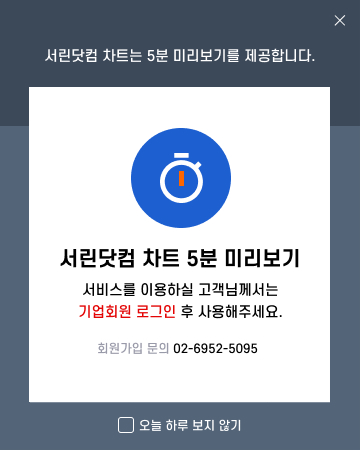 서린닷컴 차트는 5분 미리보기를 제공합니다.
서린닷컴 차트 5분 미리보기
서비스를 이용하실 고객님께서는
기업회원 로그인 후 사용해주세요.
회원가입 문의 02-6952-5095
오늘 하루 보지 않기